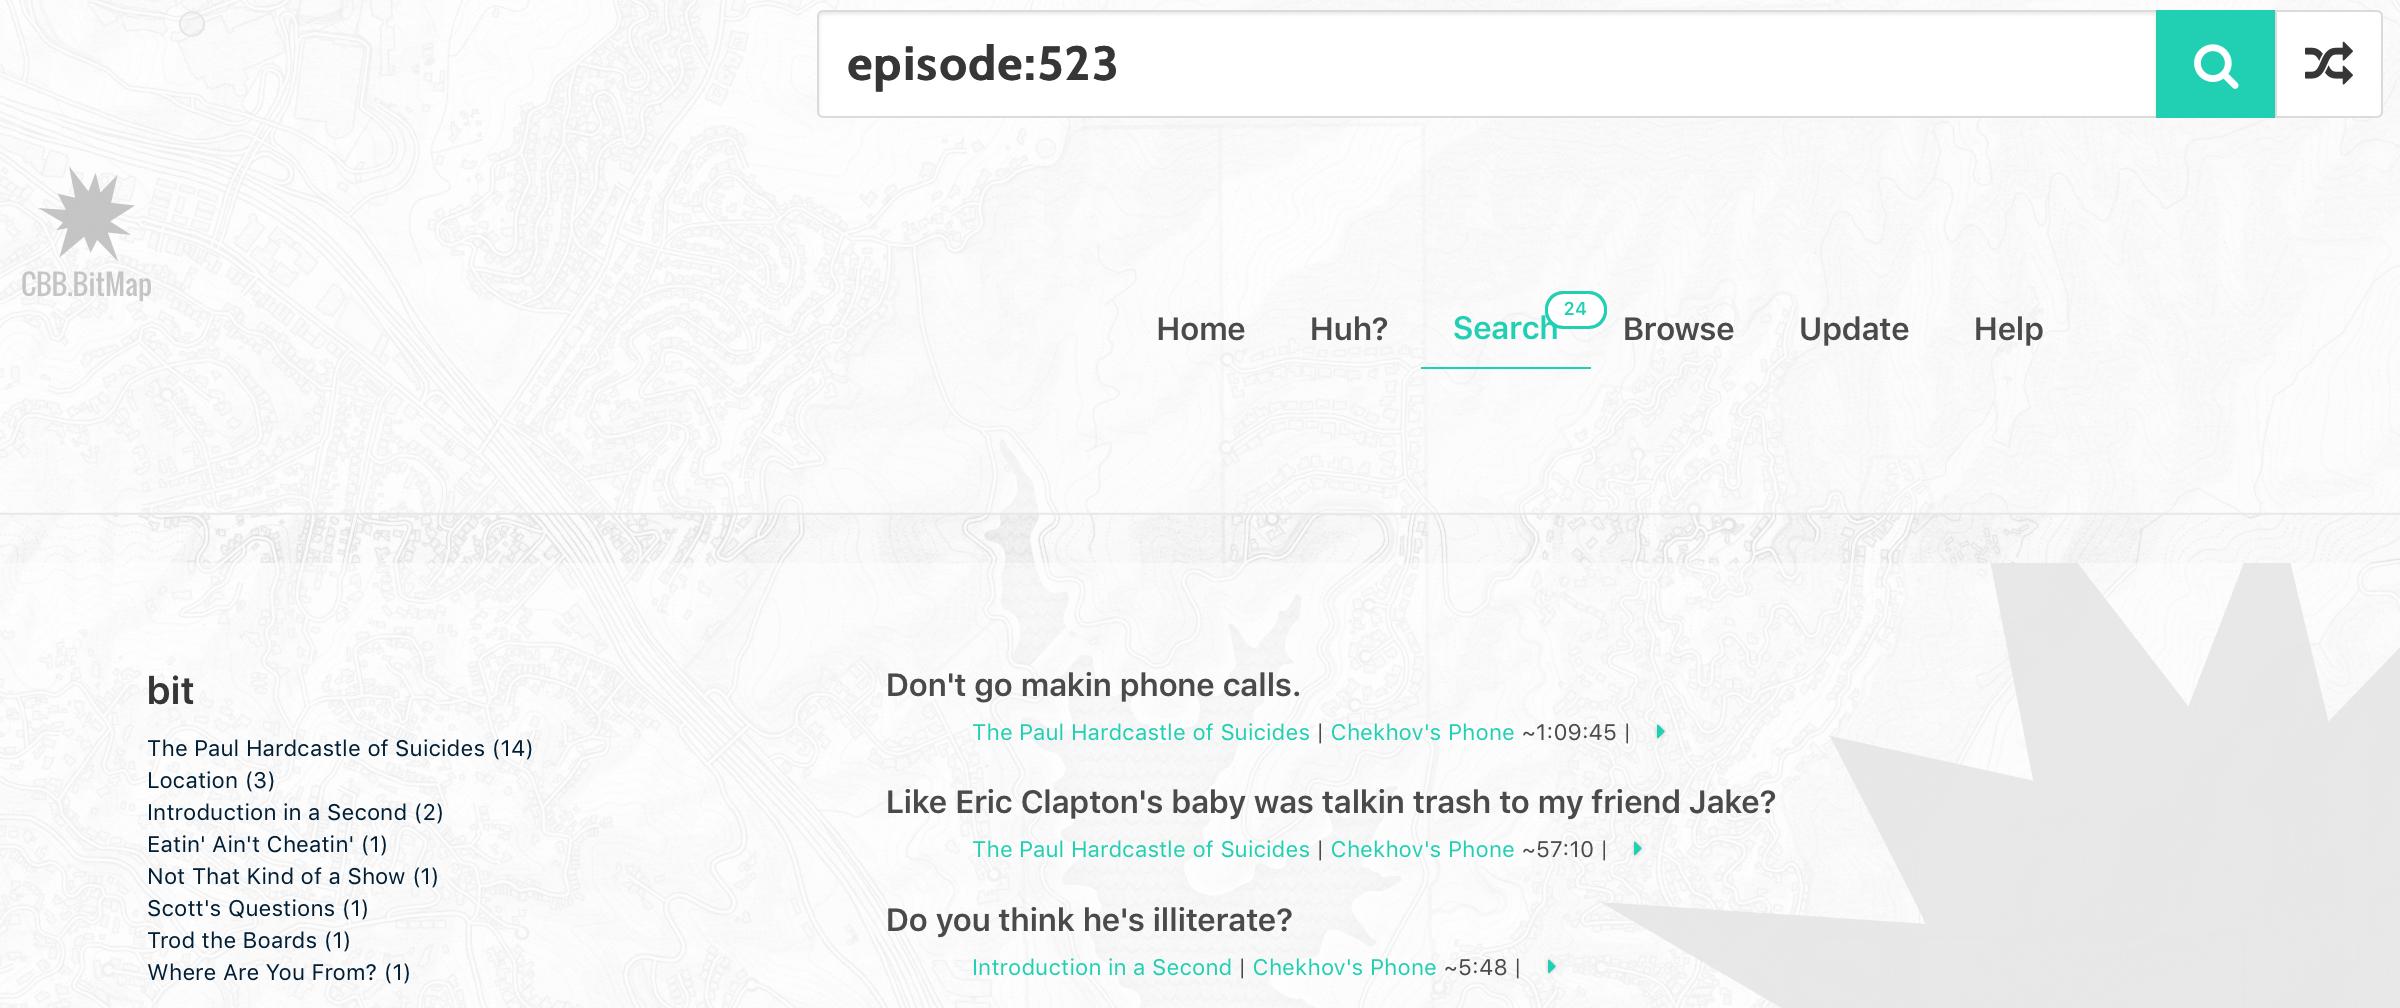 episode:523
CBB.BitMap
Home Huh? Search 24 Browse Update Help
bit
The Paul Hardcastle of Suicides (14)
Location (3)
Introduction in a Second (2)
Eatin' Ain't Cheatin' (1)
Not That Kind of a Show (1)
Scott's Questions (1)
Trod the Boards (1)
Where Are You From? (1)
Don't go makin phone calls.
The Paul Hardcastle of Suicides | Chekhov's Phone ~1:09:45 |
Like Eric Clapton's baby was talkin trash to my friend Jake?
The Paul Hardcastle of Suicides | Chekhov's Phone ~57:10 |
Do you think he's illiterate?
Introduction in a Second | Chekhov's Phone ~5:48 |